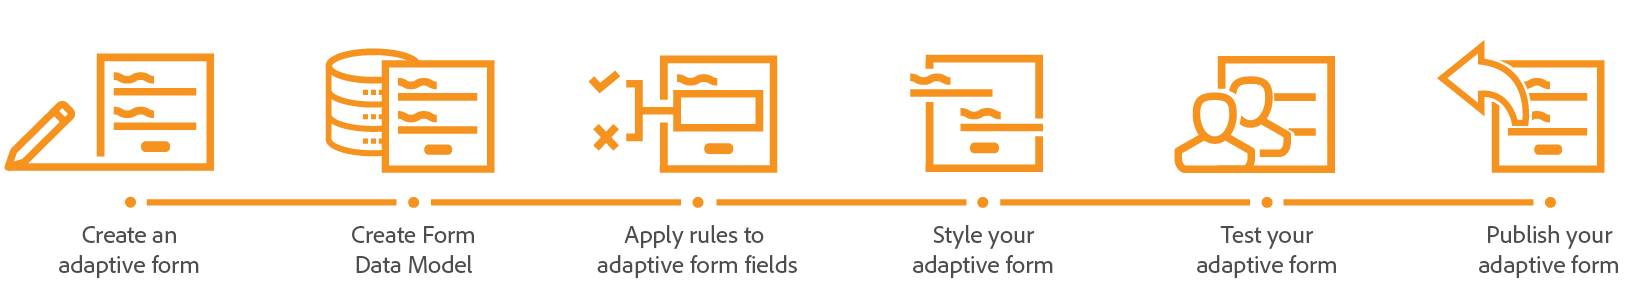 Create an
adaptive form
Create Form
Data Model
Apply rules to
adaptive form fields
Style your
adaptive form
Test your
adaptive form
Publish your
adaptive form